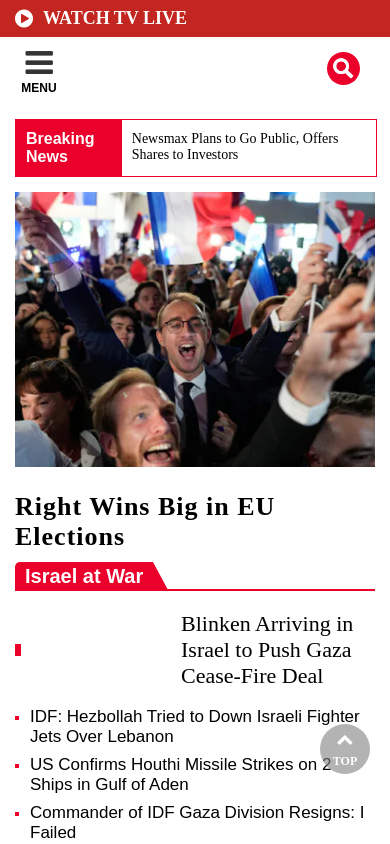 WATCH TV LIVE
MENU
Breaking
News
Newsmax Plans to Go Public, Offers
Shares to Investors
Right Wins Big in EU
Elections
Israel at War
Blinken Arriving in
Israel to Push Gaza
Cease-Fire Deal
IDF: Hezbollah Tried to Down Israeli Fighter
Jets Over Lebanon
US Confirms Houthi Missile Strikes on 2
Ships in Gulf of Aden
TOP
Commander of IDF Gaza Division Resigns: I
Failed